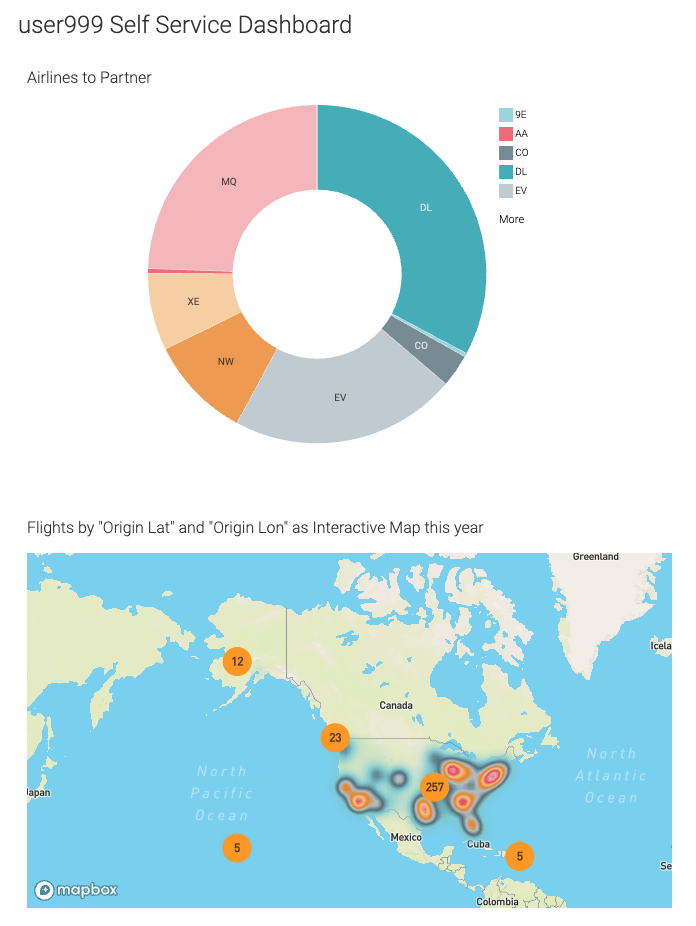 user999 Self Service Dashboard
Airlines to Partner
9E
AA
CO
DL
EV
More
MQ
DL
XE
CO
NW
EV
Flights by "Origin Lat" and "Origin Lon" as Interactive Map this year
Greenland
Icela
12
Canada
23
North
Pacific
Ocean
North
Atlantic
Ocean
apan
257
Mexico
Cuba
5
5
Se
mapbox
Colombia